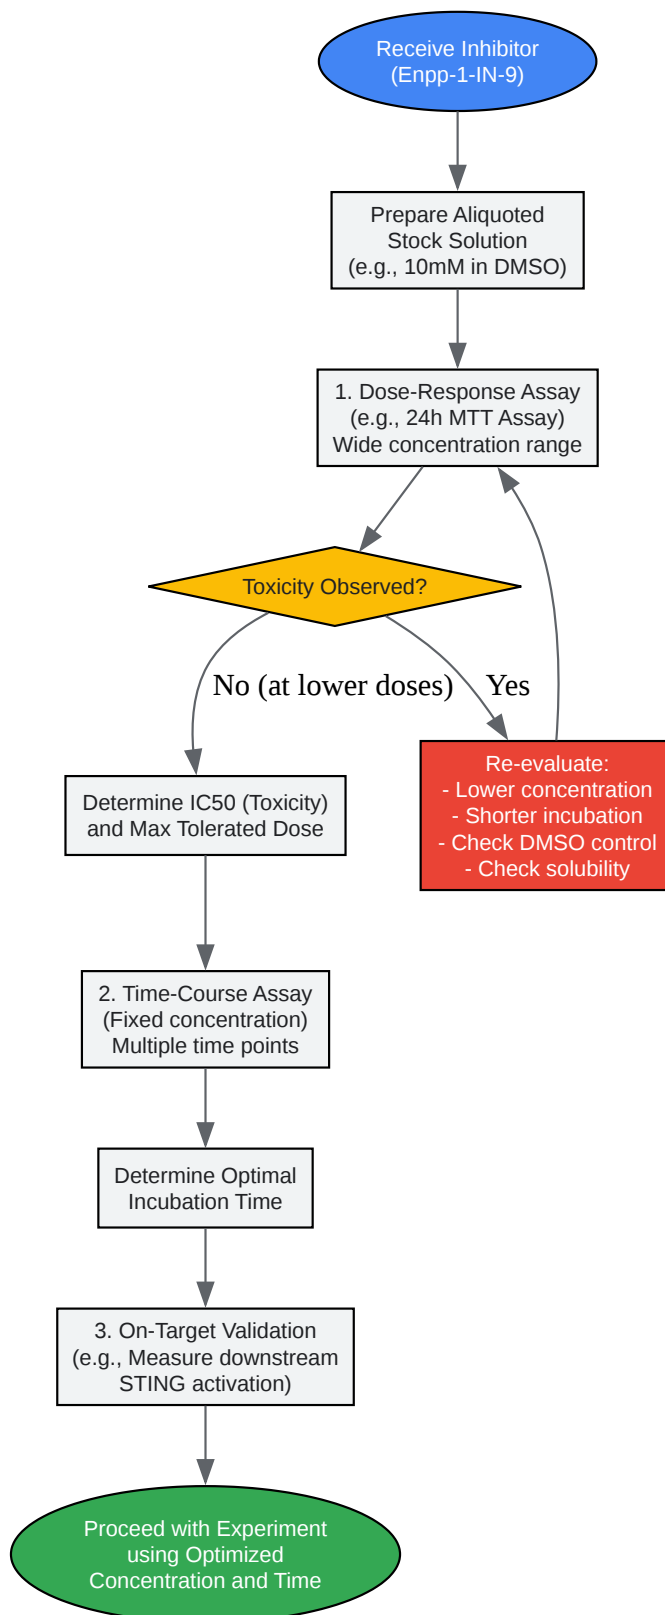 Receive Inhibitor
(Enpp-1-IN-9)
Prepare Aliquoted
Stock Solution
(e.g., 10mM in DMSO)
1. Dose-Response Assay
(e.g., 24h MTT Assay)
Wide concentration range
Toxicity Observed?
No (at lower doses)
Yes
Re-evaluate:
- Lower concentration
- Shorter incubation
- Check DMSO control
- Check solubility
Determine IC50 (Toxicity)
and Max Tolerated Dose
2. Time-Course Assay
(Fixed concentration)
Multiple time points
Determine Optimal
Incubation Time
3. On-Target Validation
(e.g., Measure downstream
STING activation)
Proceed with Experiment
using Optimized
Concentration and Time